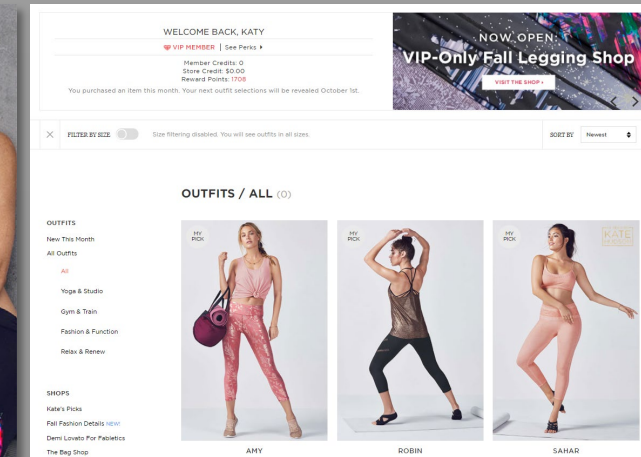 WELCOME BACK, KATY
VIP MEMBER | See Perks
Member Credits: 0
Store Credit: $0.00
Reward Points: 1708
You purchased an item this month. Your next outfit selections will be revealed October 1st.
NOW OPEN:
VIP-Only Fall Legging Shop
VISIT THE SHOP
FILTER BY SIZE
Size filtering disabled. You will see outfits in all sizes.
SORT BY
Newest
OUTFITS / ALL (0)
OUTFITS
New This Month
All Outfits
All
Yoga & Studio
Gym & Train
Fashion & Function
Relax & Renew
SHOPS
Kate's Picks
Fall Fashion Details NEW!
Demi Lovato For Fabletics
The Bag Shop
MY
PICK
MY
PICK
MY
PICK
KATE
AMY
ROBIN
SAHAR